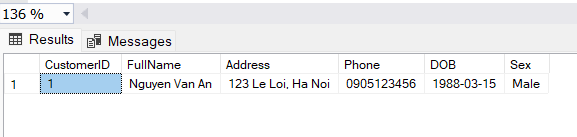 136 %
Results Messages
CustomerID FullName Address Phone DOB Sex
1 1 Nguyen Van An 123 Le Loi, Ha Noi 0905123456 1988-03-15 Male